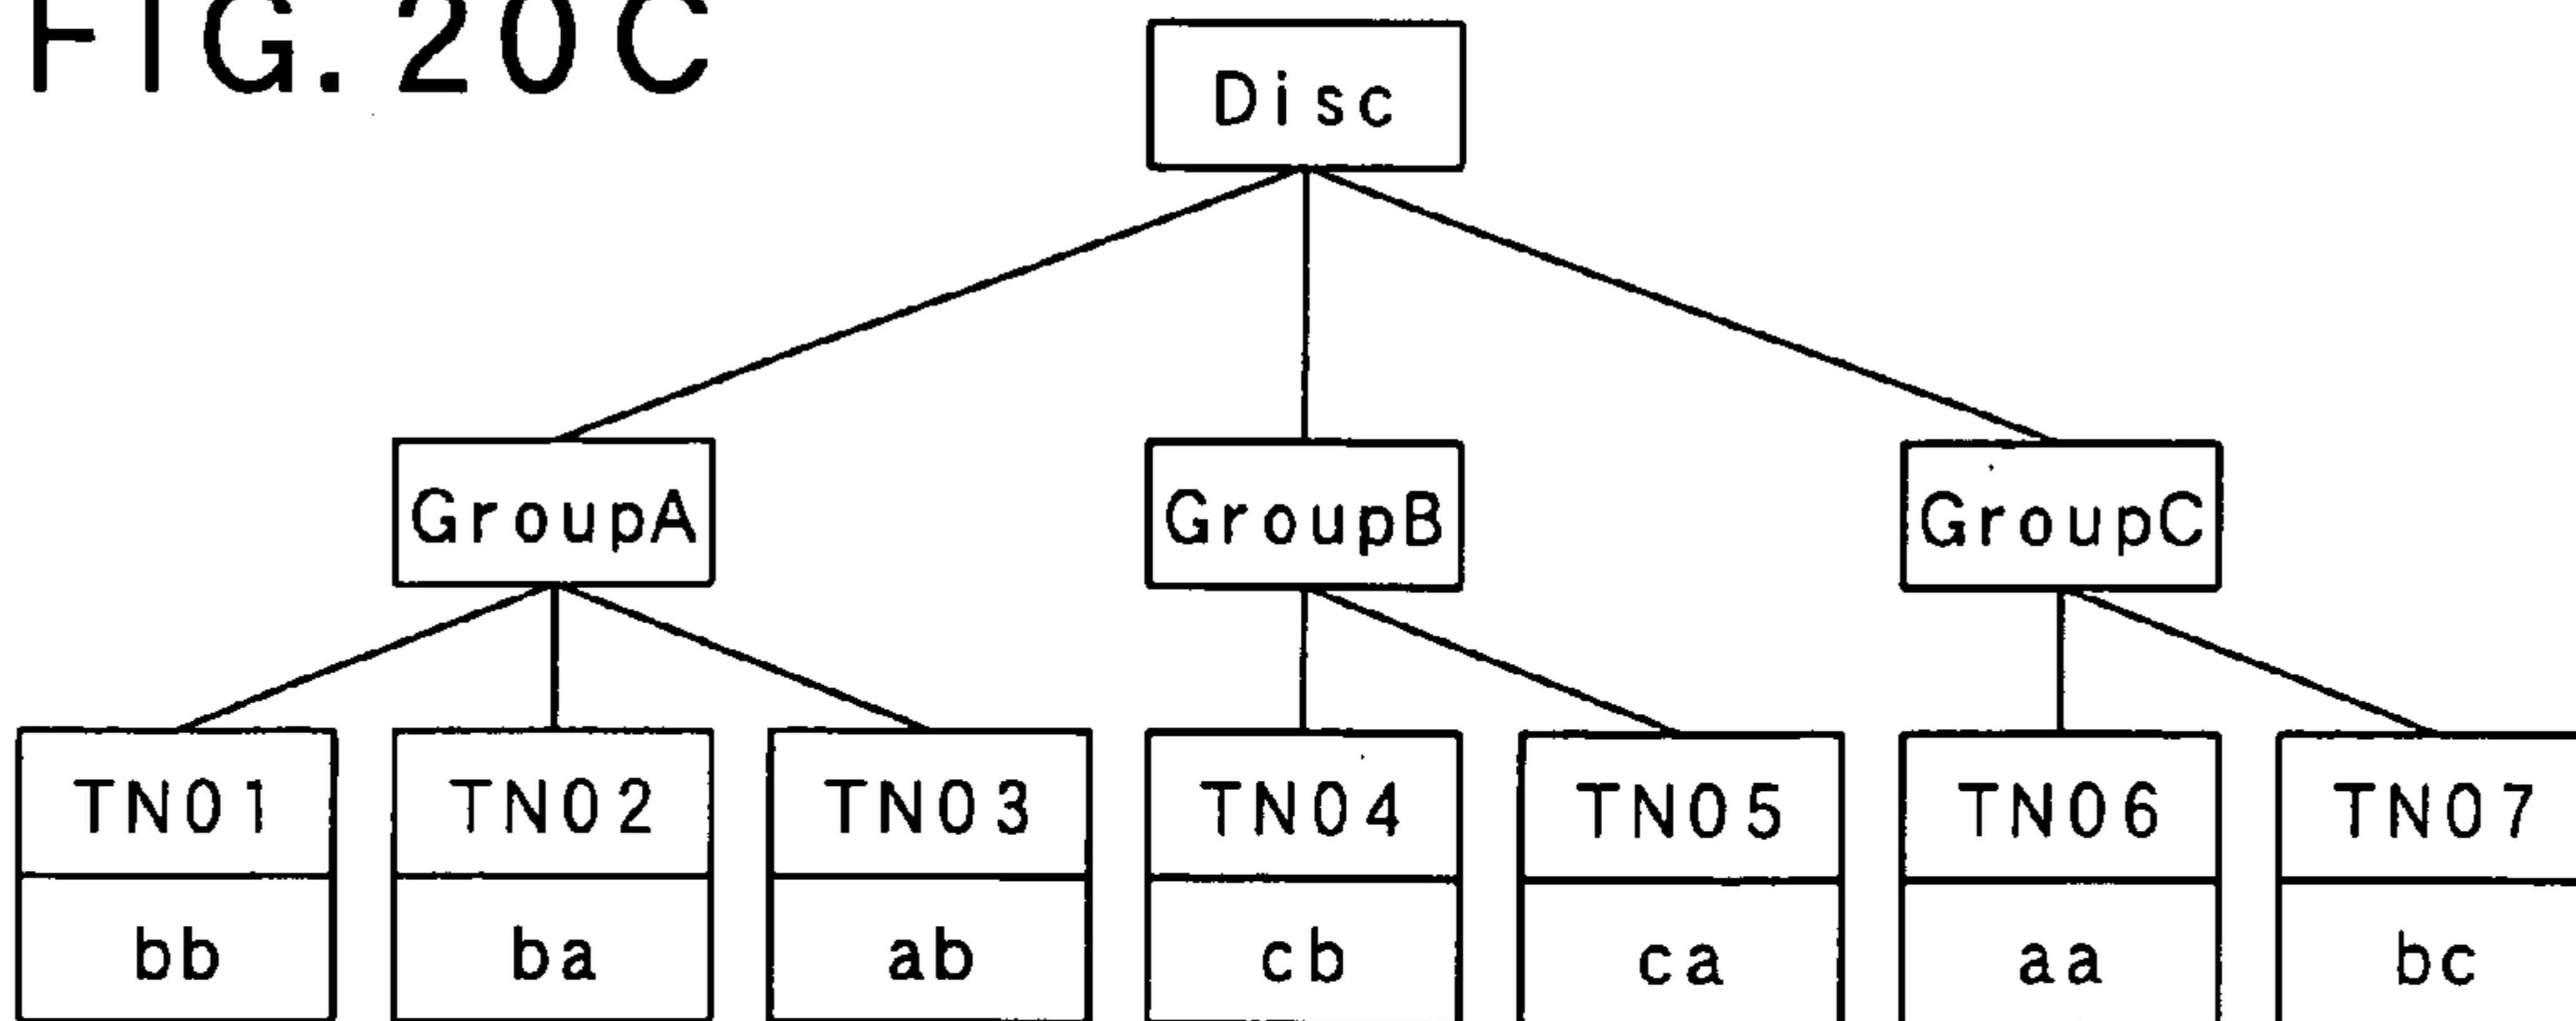 FIG. 20C
Disc
GroupA GroupB GroupC
TN01 TN02 TN03 TN04 TN05 TN06 TN07
bb ba ab cb ca aa bc